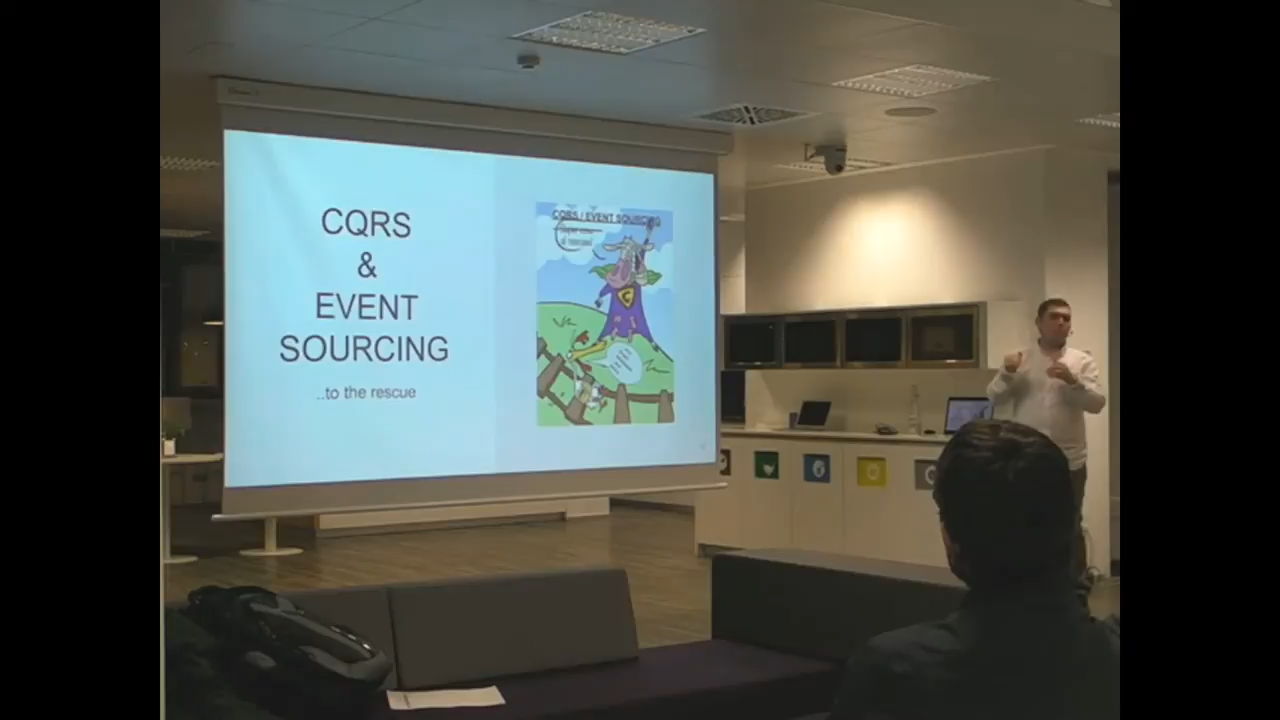 CQRS
&
EVENT
SOURCING
..to the rescue
CQRS / EVENT SOURCING
C